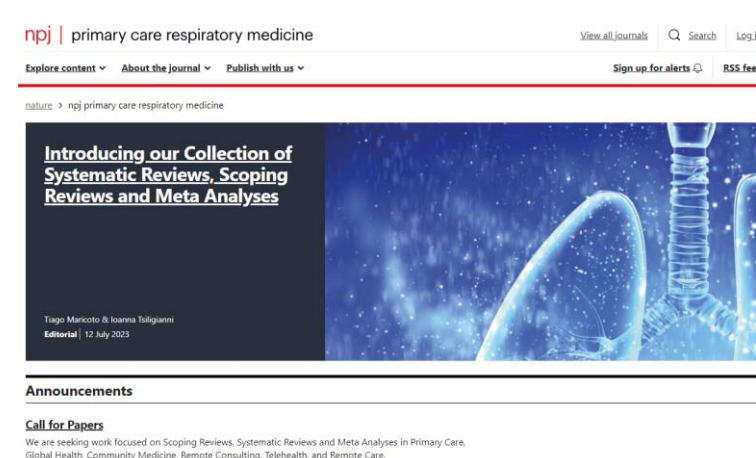 npj | primary care respiratory medicine
View all journals Search Log i
Explore content About the journal Publish with us Sign up for alerts RSS fee
nature > npj primary care respiratory medicine
Introducing our Collection of
Systematic Reviews, Scoping
Reviews and Meta Analyses
Tiago Maricoto & Ioanna Tsiligianni
Editorial | 12 July 2023
Announcements
Call for Papers
We are seeking work focused on Scoping Reviews, Systematic Reviews and Meta Analyses in Primary Care,
Global Health, Community Medicine, Remote Consulting, Telehealth, and Remote Care.